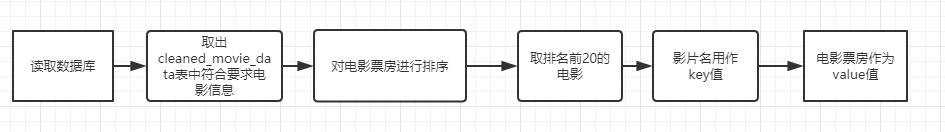 读取数据库
取出
cleaned_movie_da
ta表中符合要求电
影信息
对电影票房进行排序
取排名前20的
电影
影片名用作
key值
电影票房作为
value值